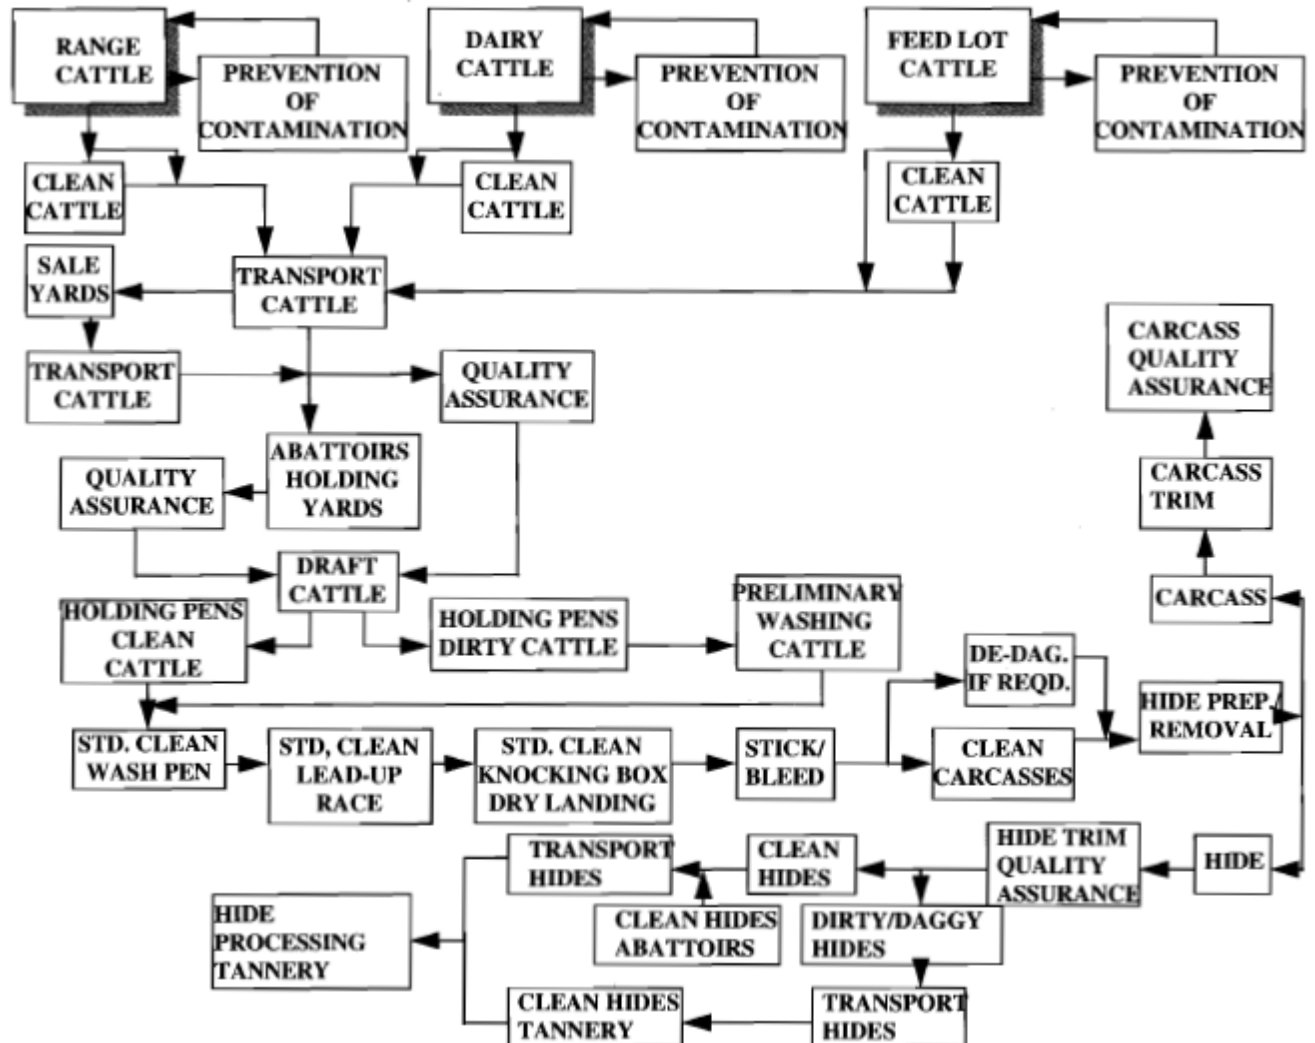 RANGE
CATTLE
PREVENTION
OF
CONTAMINATION
DAIRY
CATTLE
PREVENTION
OF
CONTAMINATION
FEED LOT
CATTLE
PREVENTION
OF
CONTAMINATION
CLEAN
CATTLE
CLEAN
CATTLE
CLEAN
CATTLE
SALE
YARDS
TRANSPORT
CATTLE
TRANSPORT
CATTLE
QUALITY
ASSURANCE
CARCASS
QUALITY
ASSURANCE
QUALITY
ASSURANCE
ABATTOIRS
HOLDING
YARDS
CARCASS
TRIM
DRAFT
CATTLE
CARCASS
HOLDING PENS
CLEAN
CATTLE
HOLDING PENS
DIRTY CATTLE
PRELIMINARY
WASHING
CATTLE
DE-DAG.
IF REQD.
HIDE PREP./
REMOVAL
STD. CLEAN
WASH PEN
STD, CLEAN
LEAD-UP
RACE
STD. CLEAN
KNOCKING BOX
DRY LANDING
STICK/
BLEED
CLEAN
CARCASSES
TRANSPORT
HIDES
CLEAN
HIDES
HIDE TRIM
QUALITY
ASSURANCE
HIDE
HIDE
PROCESSING
TANNERY
CLEAN HIDES
ABATTOIRS
DIRTY/DAGGY
HIDES
CLEAN HIDES
TANNERY
TRANSPORT
HIDES